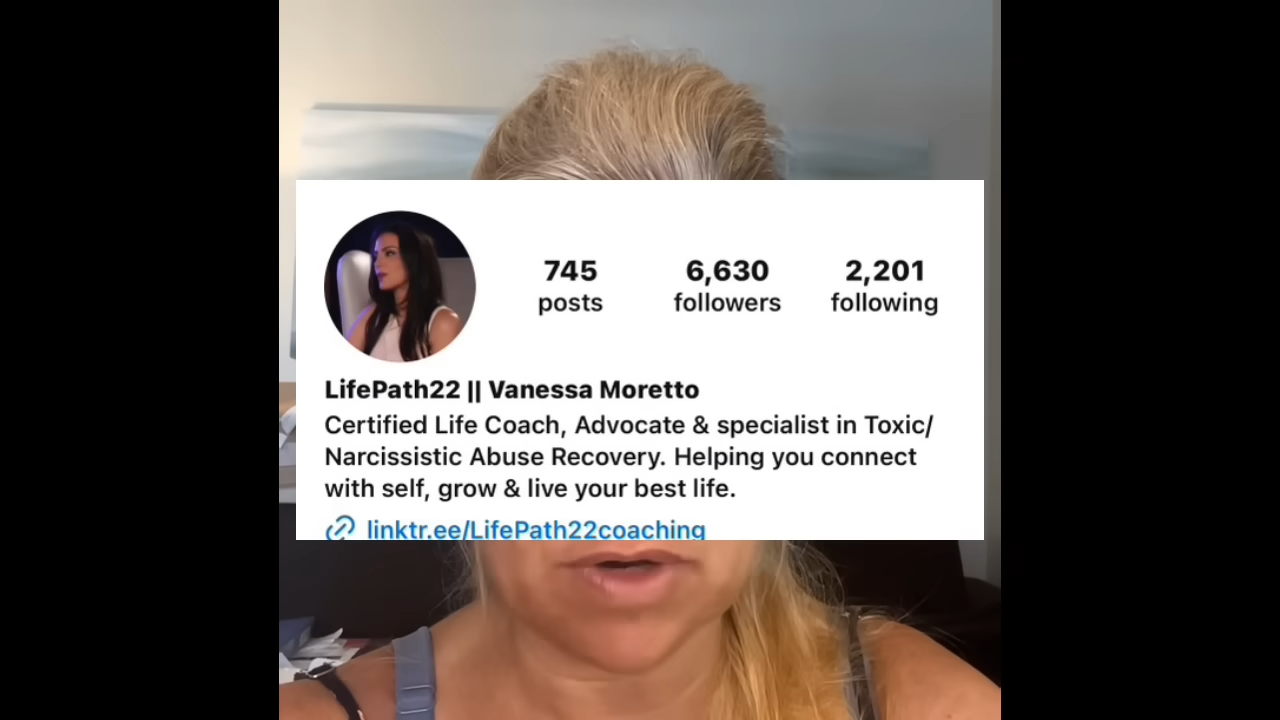 745
6,630
2,201
posts
followers
following
LifePath22 || Vanessa Moretto
Certified Life Coach, Advocate & specialist in Toxic/
Narcissistic Abuse Recovery. Helping you connect
with self, grow & live your best life.
linktr.ee/LifePath22coaching